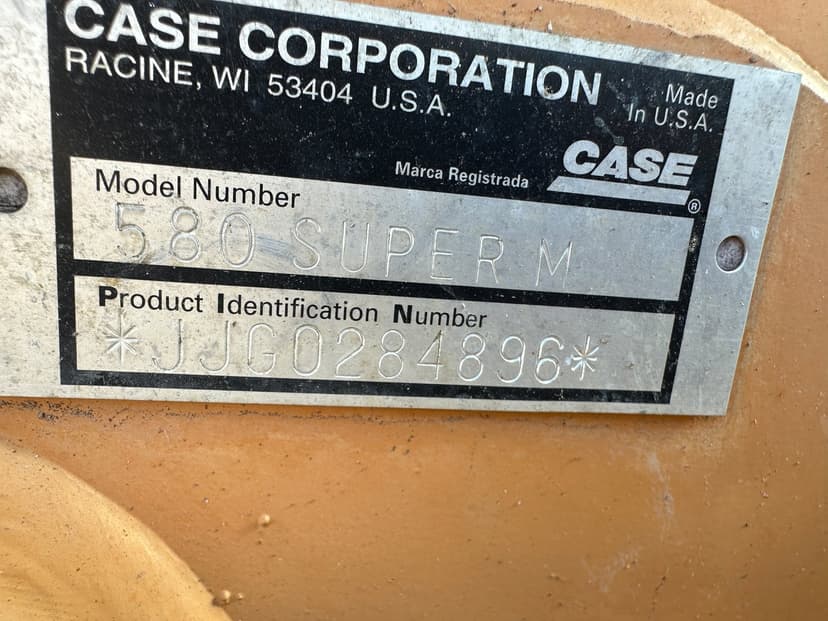 CASE CORPORATION
RACINE, WI 53404 U.S.A.
Made
In U.S.A.
Marca Registrada
CASE
®
Model Number
580 SUPER M
Product Identification Number
*JJG0284896*